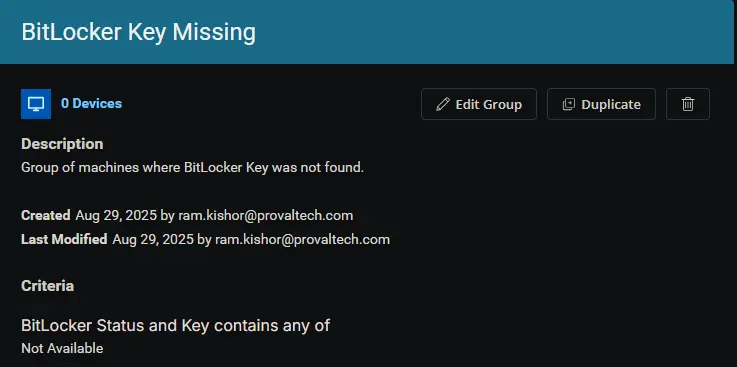 BitLocker Key Missing
0 Devices
Edit Group
Duplicate
Description
Group of machines where BitLocker Key was not found.
Created Aug 29, 2025 by ram.kishor@provaltech.com
Last Modified Aug 29, 2025 by ram.kishor@provaltech.com
Criteria
BitLocker Status and Key contains any of
Not Available